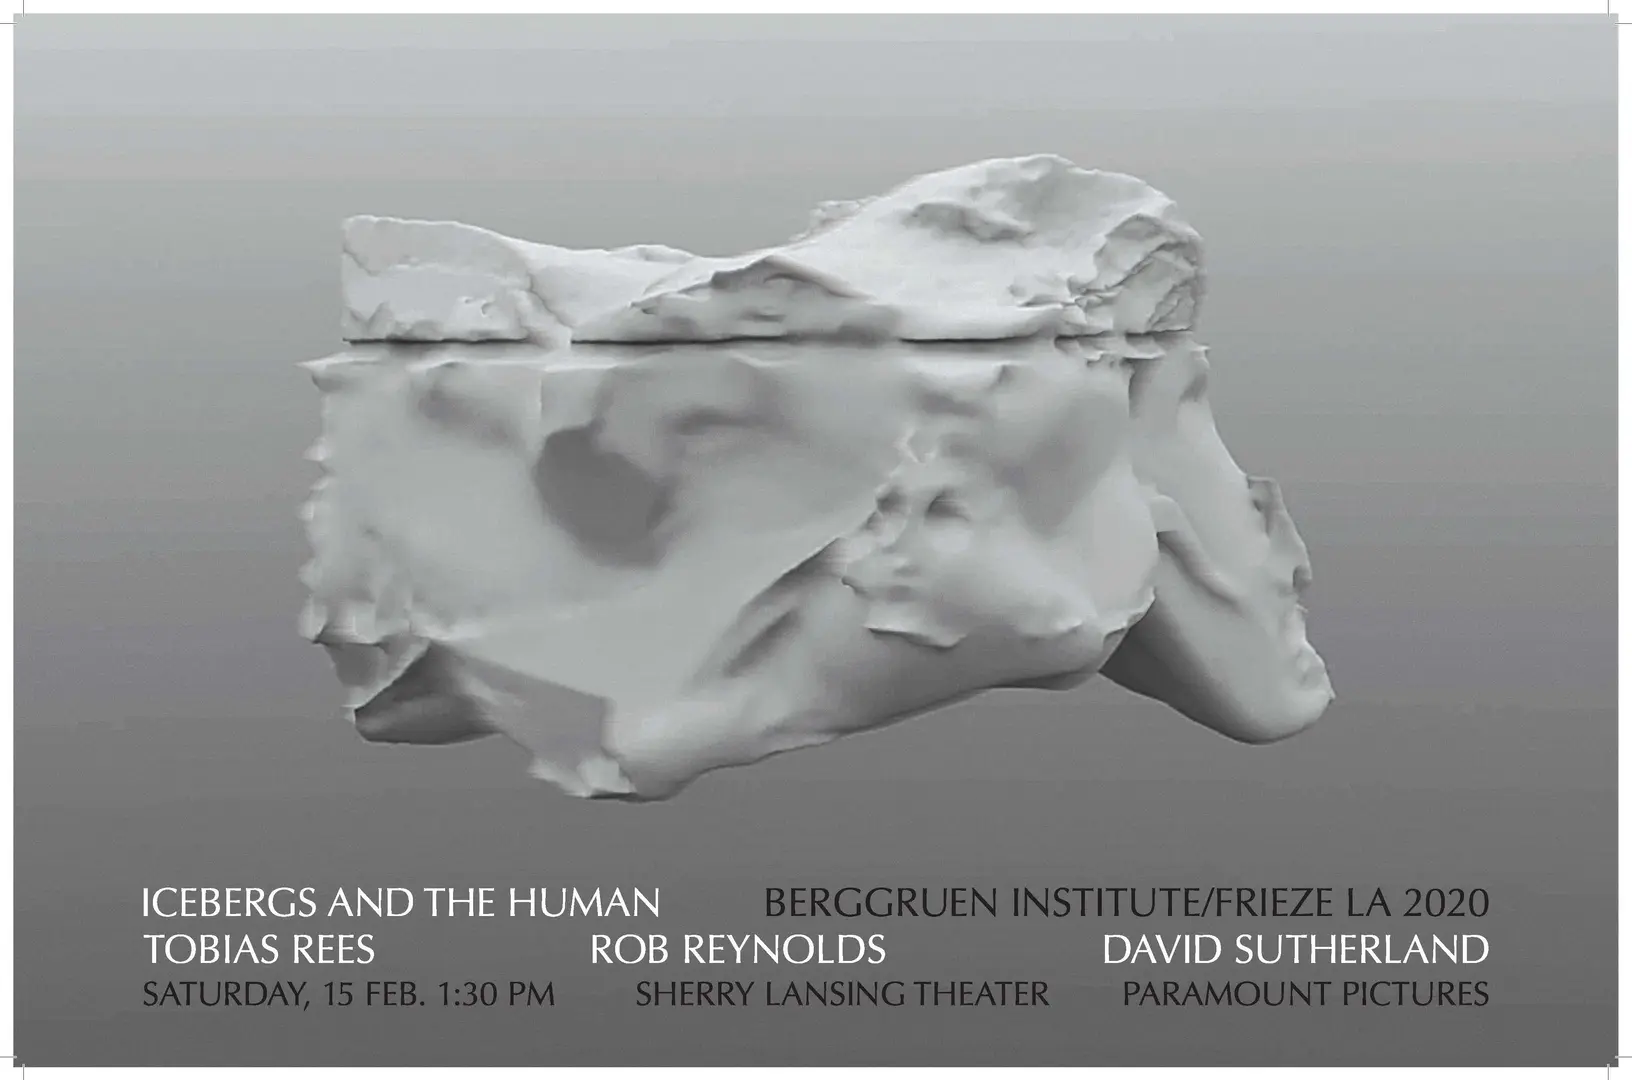 ICEBERGS AND THE HUMAN BERGGRUEN INSTITUTE/FRIEZE LA 2020
TOBIAS REES ROB REYNOLDS DAVID SUTHERLAND
SATURDAY, 15 FEB. 1:30 PM SHERRY LANSING THEATER PARAMOUNT PICTURES